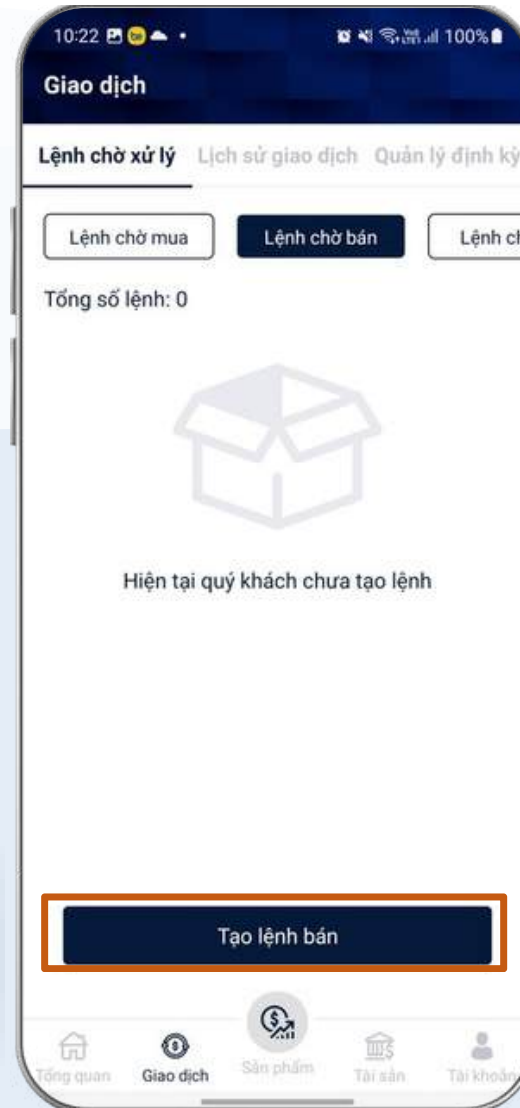 10:22
100%
Giao dịch
Lệnh chờ xử lý Lịch sử giao dịch Quản lý định kỳ
Lệnh chờ mua Lệnh chờ bán Lệnh ch
Tổng số lệnh: 0
Hiện tại quý khách chưa tạo lệnh
Tạo lệnh bán
Tổng quan Giao dịch Sản phẩm Tài sản Tài khoản